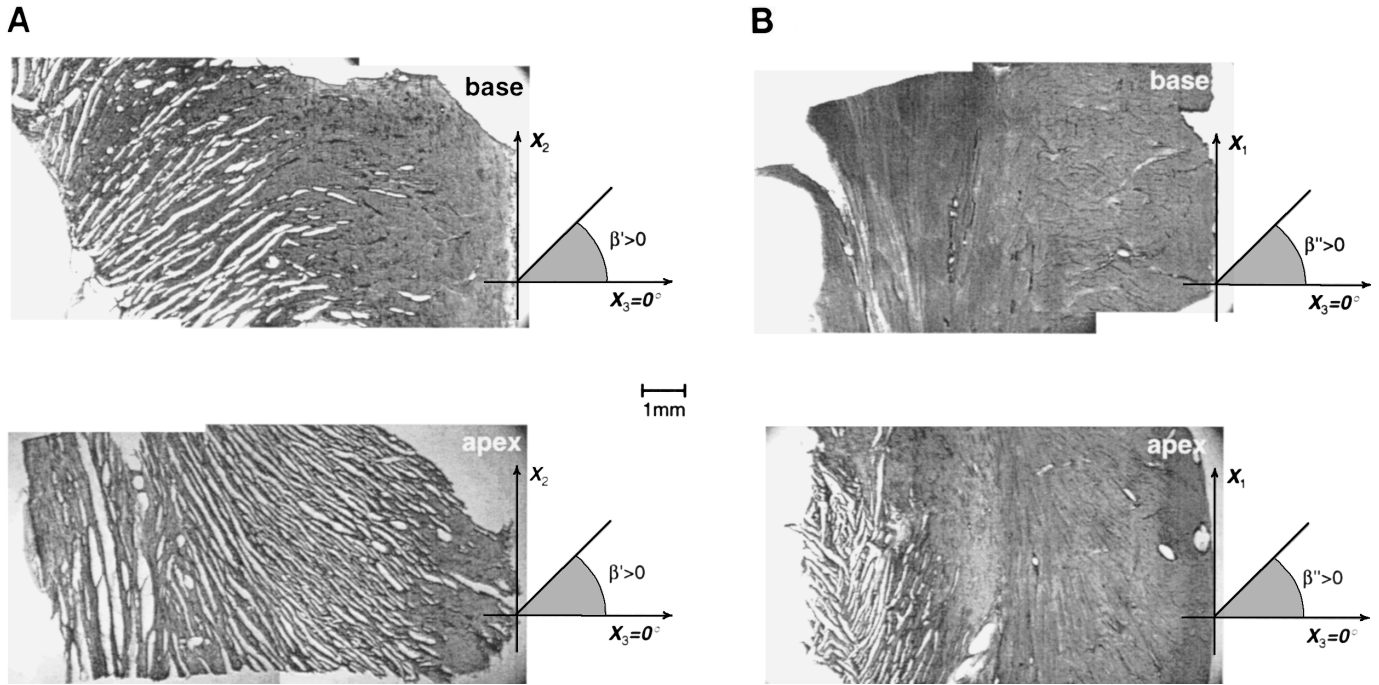 A
B
base
X₂
β'>0
X₃=0°
base
X₁
β''>0
X₃=0°
1mm
apex
X₂
β'>0
X₃=0°
apex
X₁
β''>0
X₃=0°